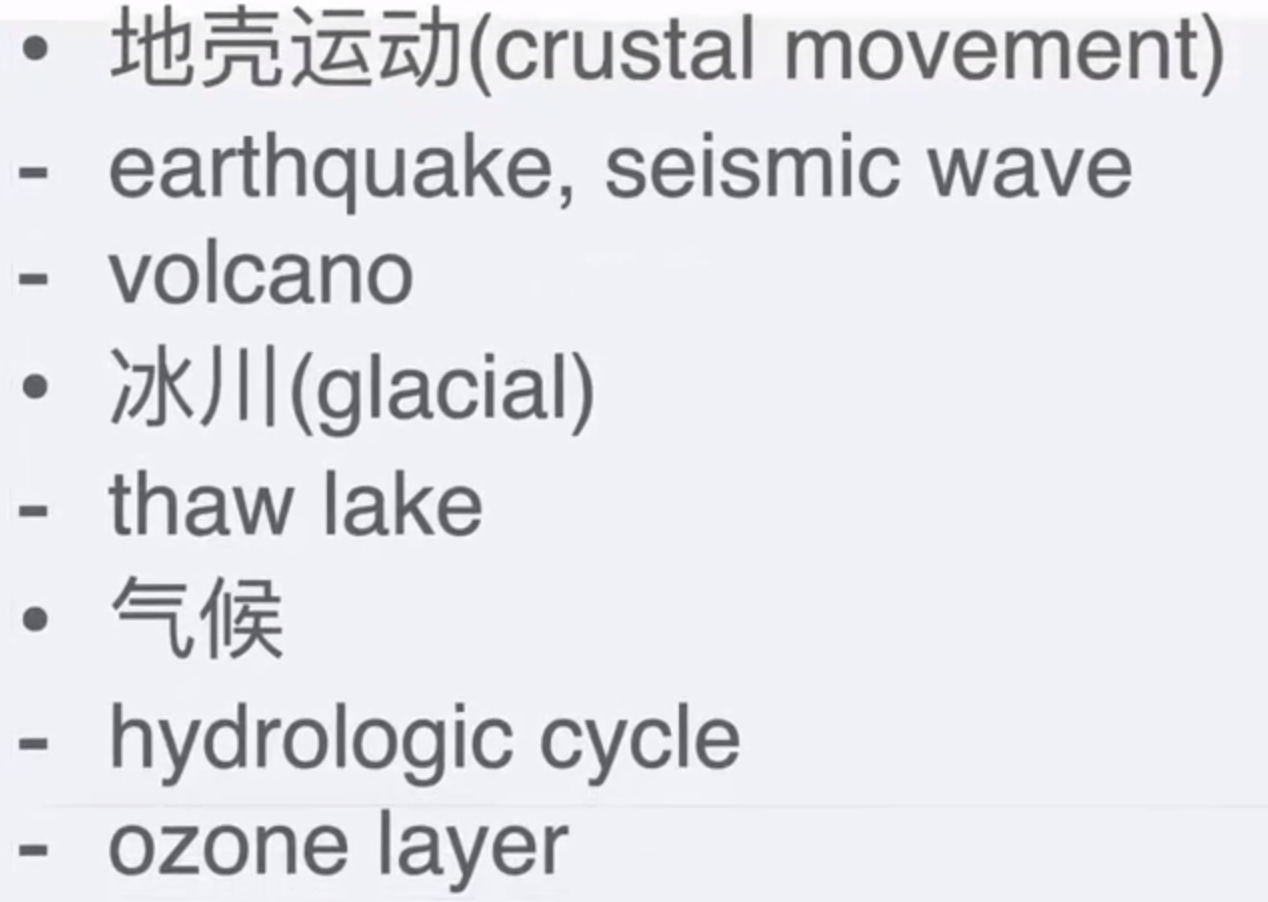 • 地壳运动(crustal movement)
- earthquake, seismic wave
- volcano
• 冰川(glacial)
- thaw lake
• 气候
- hydrologic cycle
- ozone layer